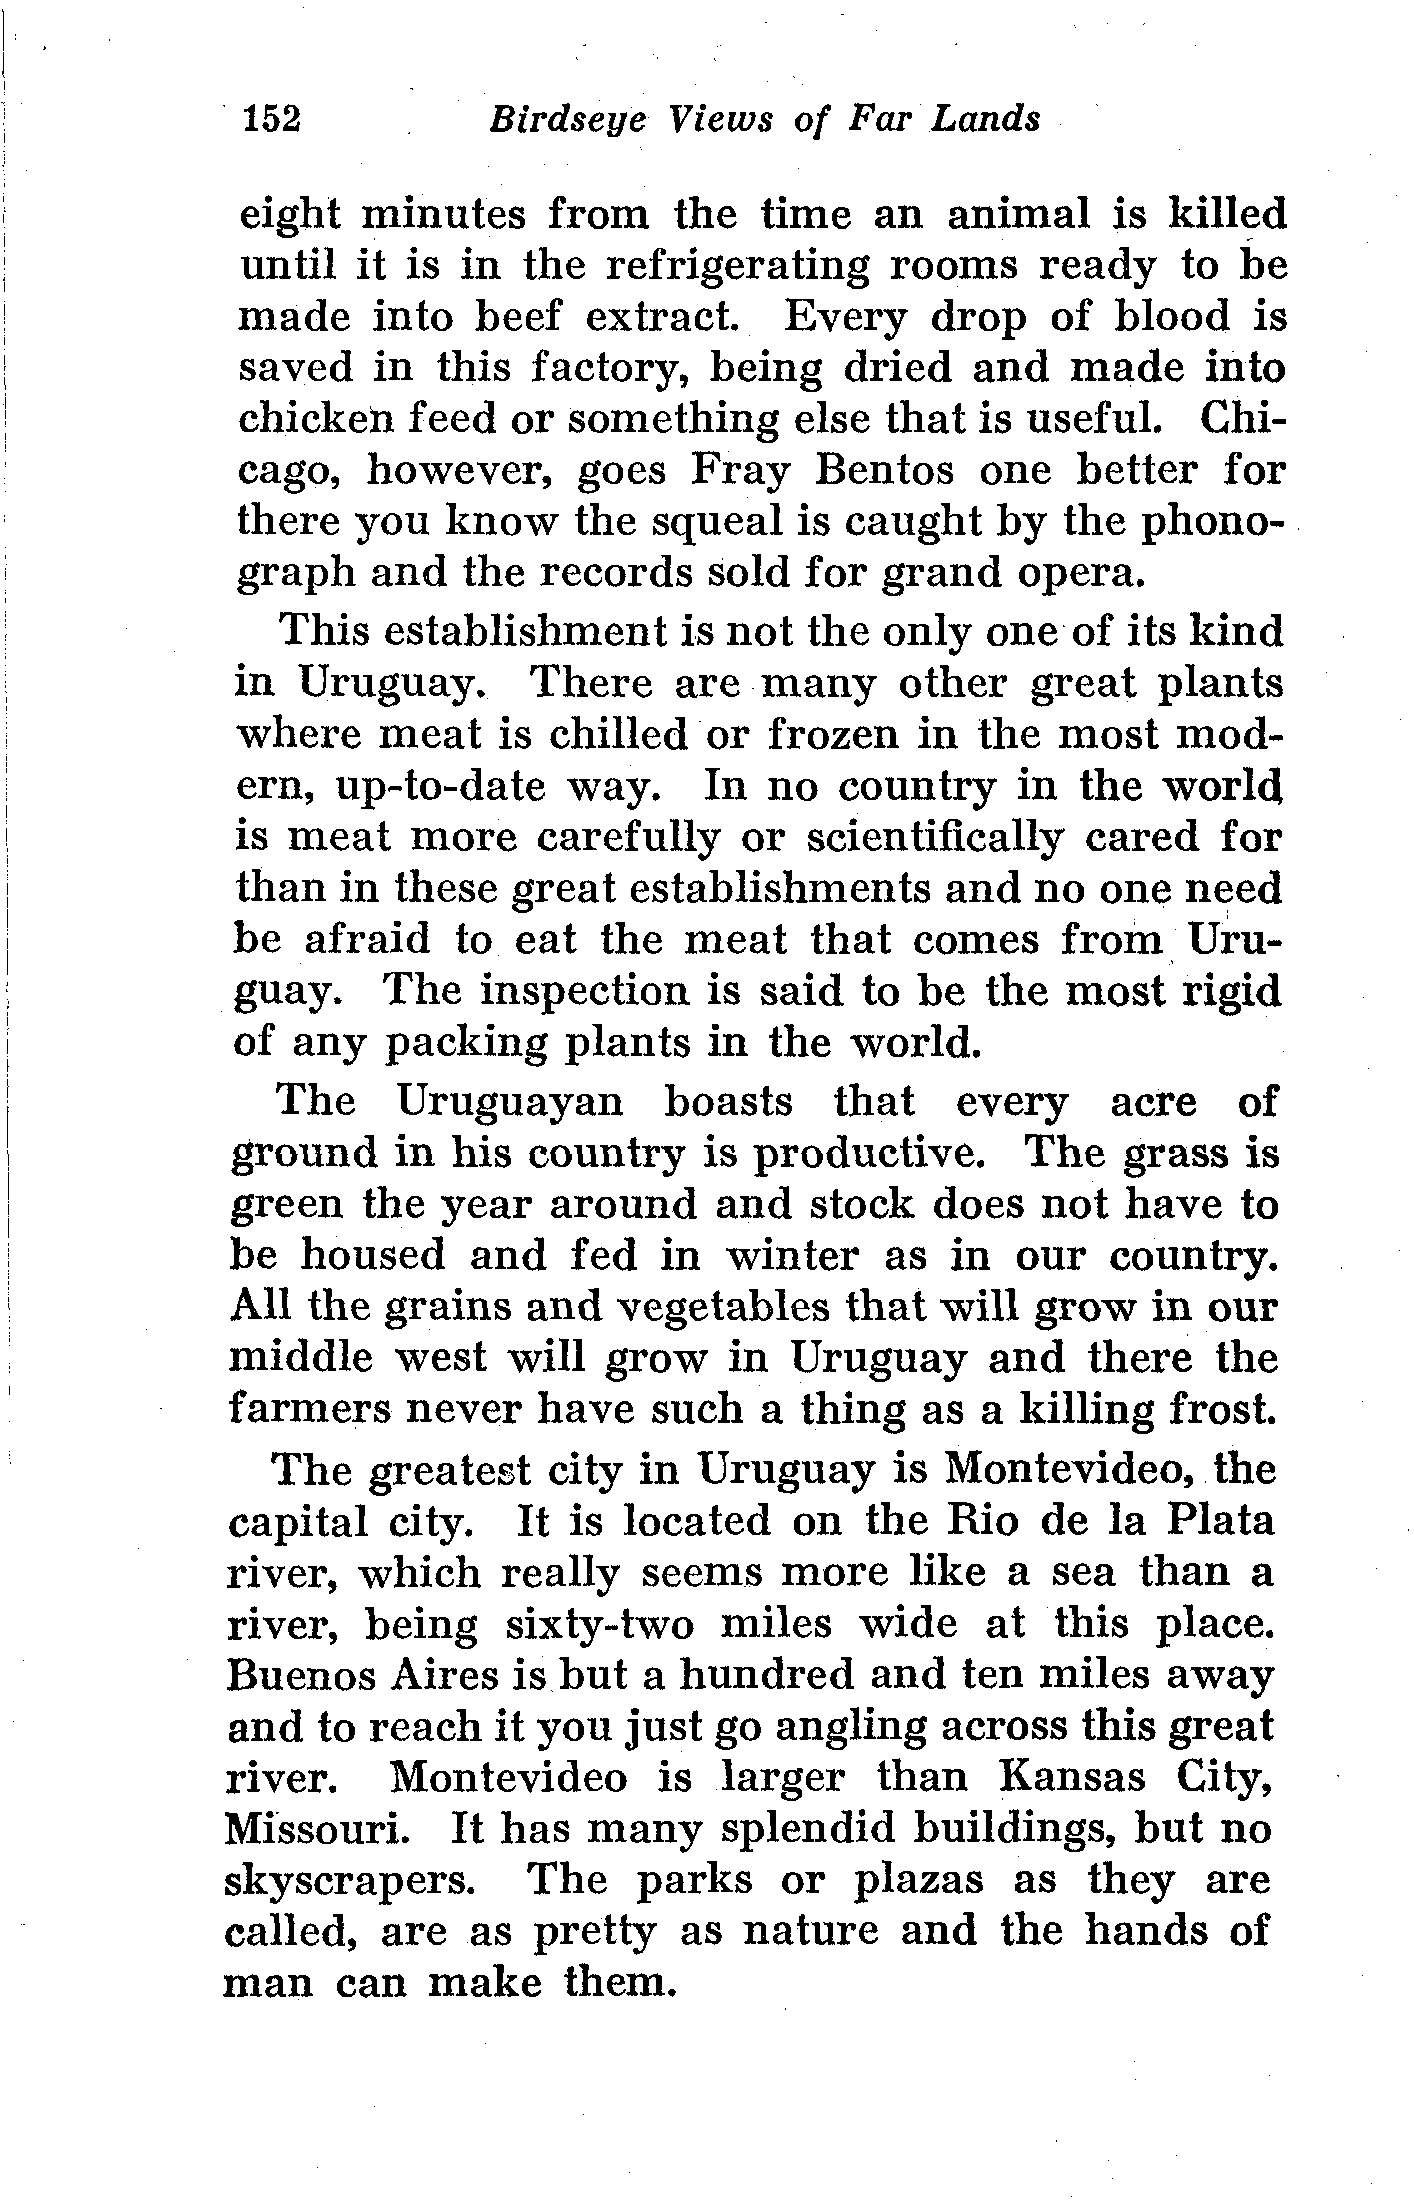 152 Birdseye Views of Far Lands
eight minutes from the time an animal is killed
until it is in the refrigerating rooms ready to be
made into beef extract. Every drop of blood is
saved in this factory, being dried and made into
chicken feed or something else that is useful. Chi-
cago, however, goes Fray Bentos one better for
there you know the squeal is caught by the phono-
graph and the records sold for grand opera.
This establishment is not the only one of its kind
in Uruguay. There are many other great plants
where meat is chilled or frozen in the most mod-
ern, up-to-date way. In no country in the world
is meat more carefully or scientifically cared for
than in these great establishments and no one need
be afraid to eat the meat that comes from Uru-
guay. The inspection is said to be the most rigid
of any packing plants in the world.
The Uruguayan boasts that every acre of
ground in his country is productive. The grass is
green the year around and stock does not have to
be housed and fed in winter as in our country.
All the grains and vegetables that will grow in our
middle west will grow in Uruguay and there the
farmers never have such a thing as a killing frost.
The greatest city in Uruguay is Montevideo, the
capital city. It is located on the Rio de la Plata
river, which really seems more like a sea than a
river, being sixty-two miles wide at this place.
Buenos Aires is but a hundred and ten miles away
and to reach it you just go angling across this great
river. Montevideo is larger than Kansas City,
Missouri. It has many splendid buildings, but no
skyscrapers. The parks or plazas as they are
called, are as pretty as nature and the hands of
man can make them.